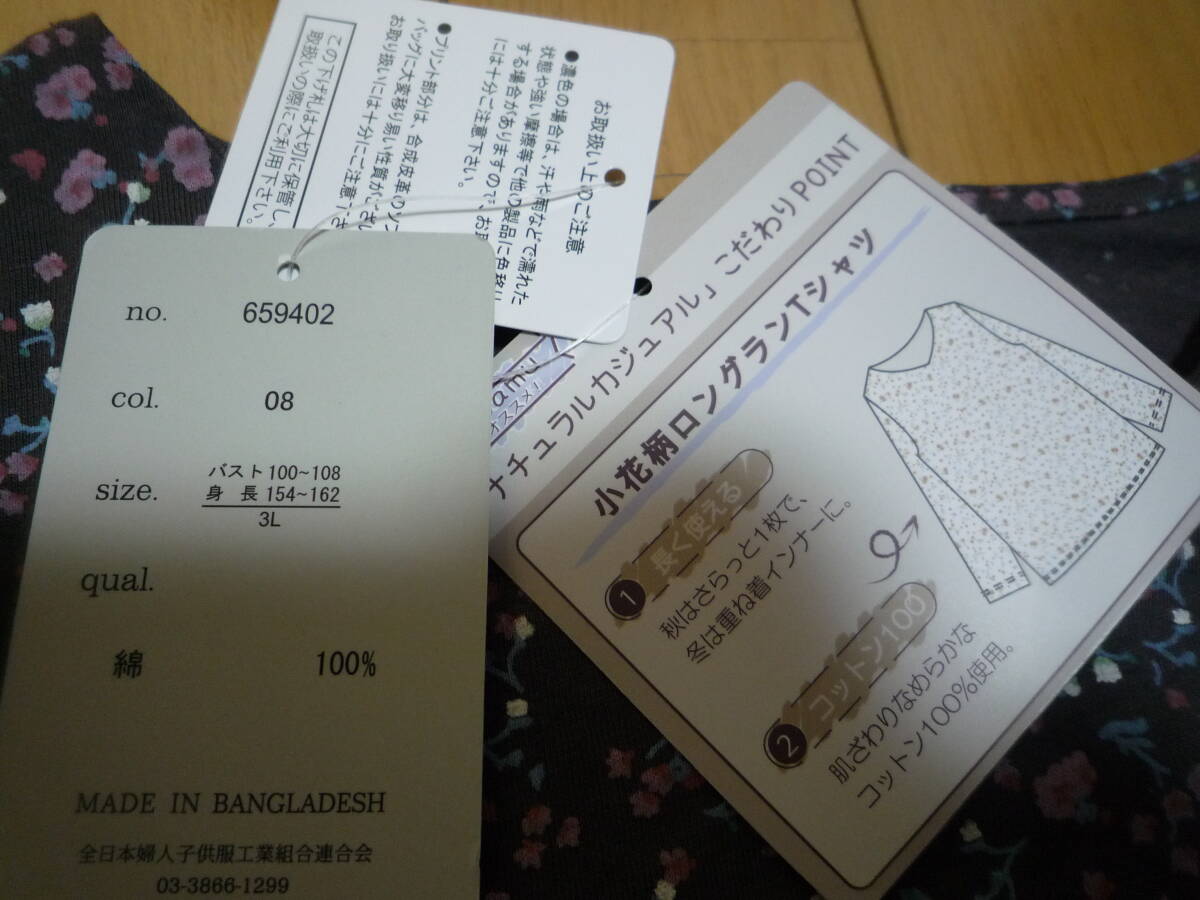 no. 659402
col. 08
size. バスト 100~108
身 長 154~162
3L
qual.
綿 100%
MADE IN BANGLADESH
全日本婦人子供服工業組合連合会
03-3866-1299
お取扱い上のご注意
●濃色の場合は、汗や雨などで濡れた
状態や強い摩擦等で他の製品に色移り
する場合がありますので、お取
には十分ご注意下さい。
●プリント部分は、合成皮革のソ
バッグに大変移り易い性質がござ
お取り扱いには十分にご注意下さ
この下げ札は大切に保管し、
取扱いの際にご利用下さい。
オススメ!
ナチュラルカジュアル」こだわりPOINT
小花柄ロングランTシャツ
1 長く使える
秋はさらっと1枚で、
冬は重ね着インナーに。
2 コットン100
肌ざわりなめらかな
コットン100%使用。